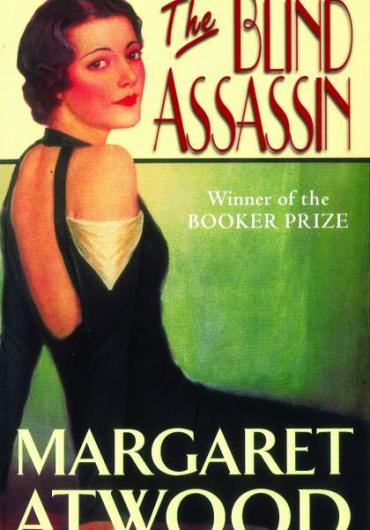 The BLIND
ASSASSIN
Winner of the
BOOKER PRIZE
MARGARET
ATWOOD